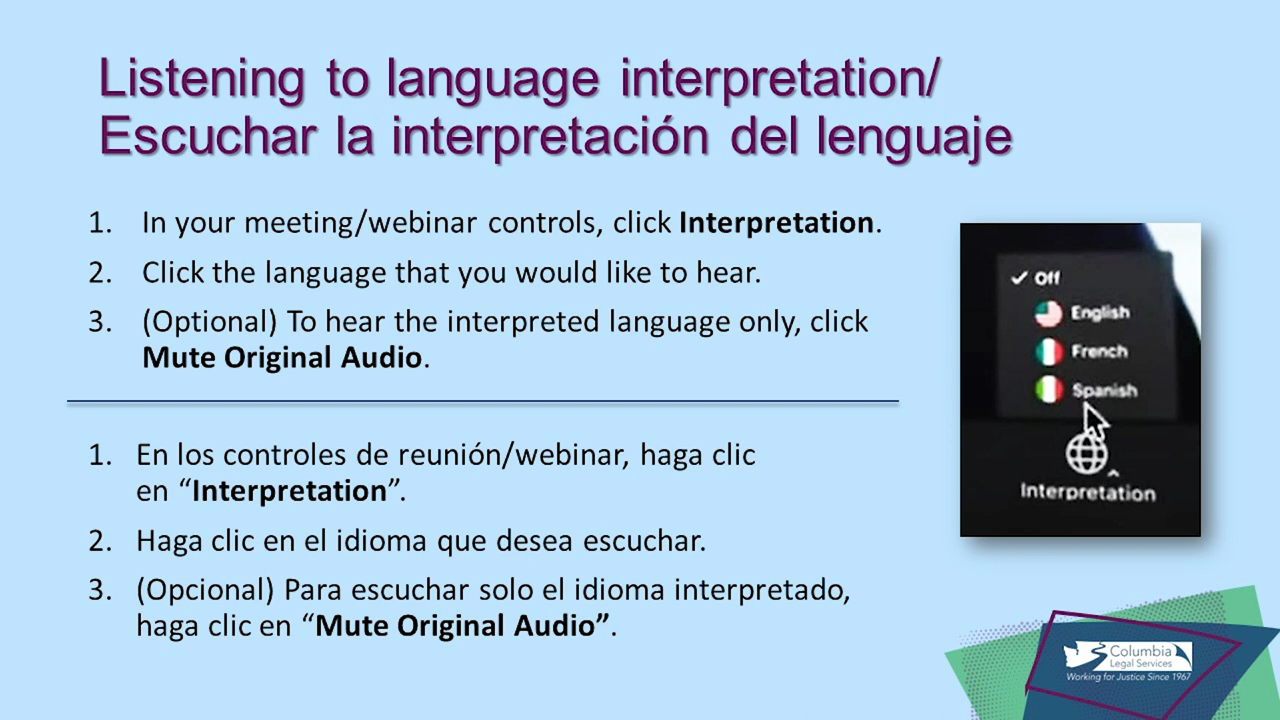 Listening to language interpretation/
Escuchar la interpretación del lenguaje
1. In your meeting/webinar controls, click Interpretation.
2. Click the language that you would like to hear.
3. (Optional) To hear the interpreted language only, click
Mute Original Audio.
1. En los controles de reunión/webinar, haga clic
en “Interpretation”.
2. Haga clic en el idioma que desea escuchar.
3. (Opcional) Para escuchar solo el idioma interpretado,
haga clic en “Mute Original Audio”.
Off
English
French
Spanish
Interpretation
Columbia
Legal Services
Working for Justice Since 1967